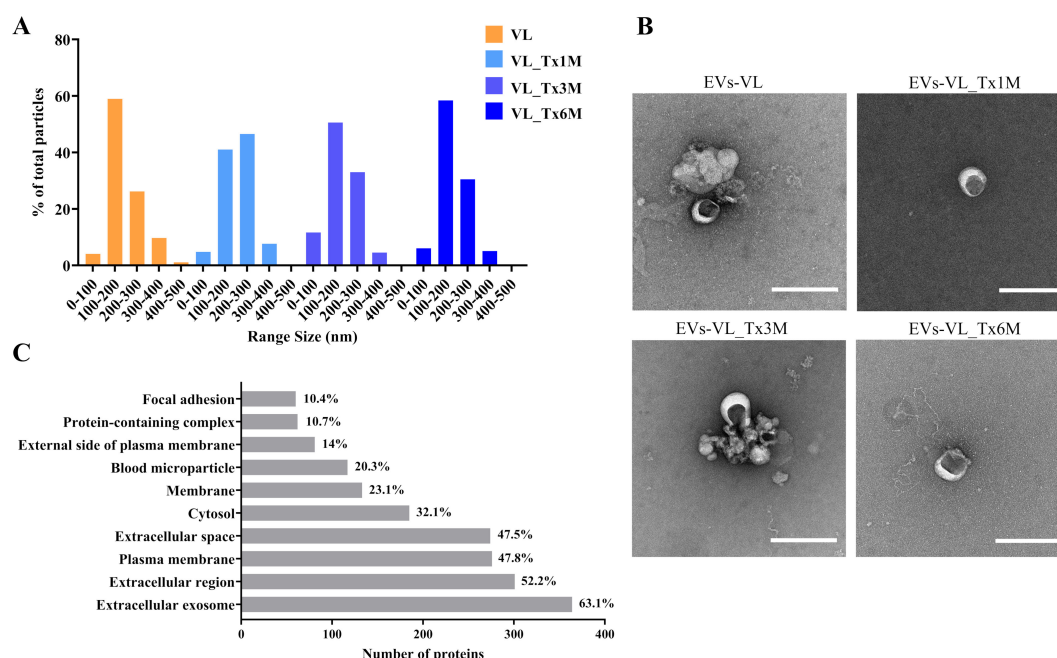 A
80
60
40
20
0
% of total particles
VL
VL_Tx1M
VL_Tx3M
VL_Tx6M
0-100
100-200
200-300
300-400
400-500
0-100
100-200
200-300
300-400
400-500
0-100
100-200
200-300
300-400
400-500
0-100
100-200
200-300
300-400
400-500
Range Size (nm)
B
EVs-VL
EVs-VL_Tx1M
EVs-VL_Tx3M
EVs-VL_Tx6M
C
Focal adhesion 10.4%
Protein-containing complex 10.7%
External side of plasma membrane 14%
Blood microparticle 20.3%
Membrane 23.1%
Cytosol 32.1%
Extracellular space 47.5%
Plasma membrane 47.8%
Extracellular region 52.2%
Extracellular exosome 63.1%
0 100 200 300 400
Number of proteins